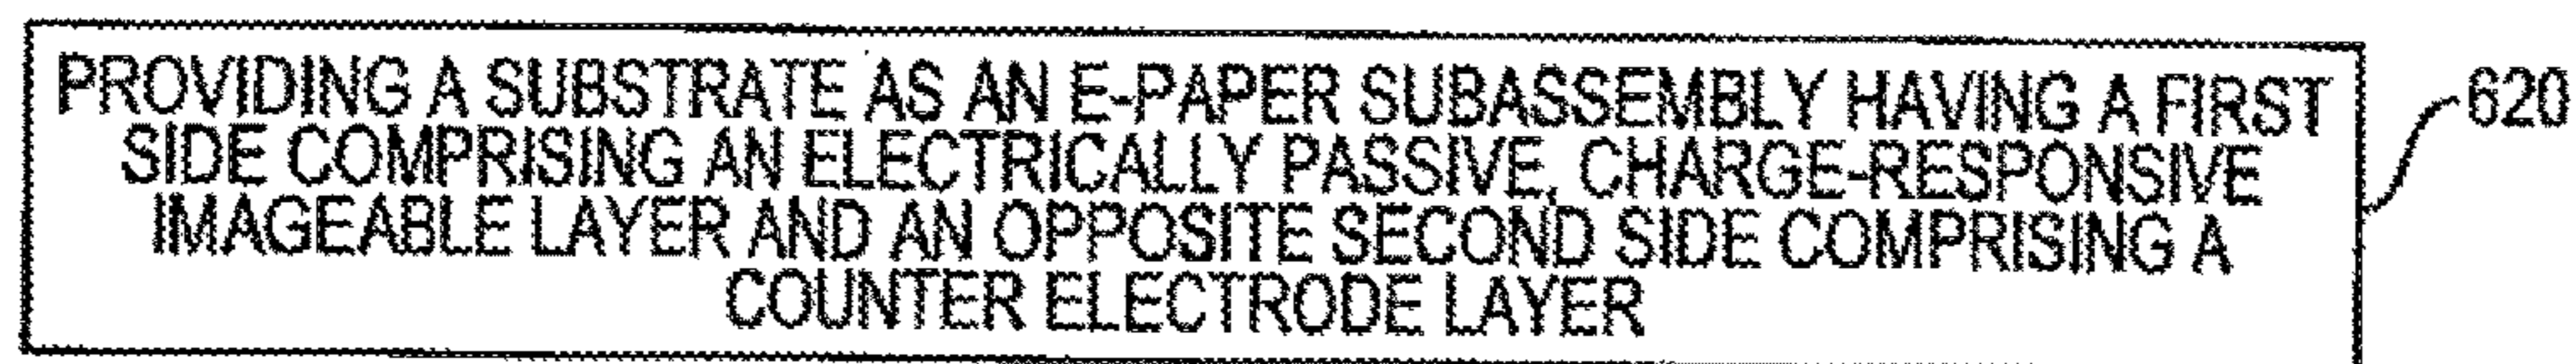 PROVIDING A SUBSTRATE AS AN E-PAPER SUBASSEMBLY HAVING A FIRST
SIDE COMPRISING AN ELECTRICALLY PASSIVE, CHARGE-RESPONSIVE
IMAGEABLE LAYER AND AN OPPOSITE SECOND SIDE COMPRISING A
COUNTER ELECTRODE LAYER
620